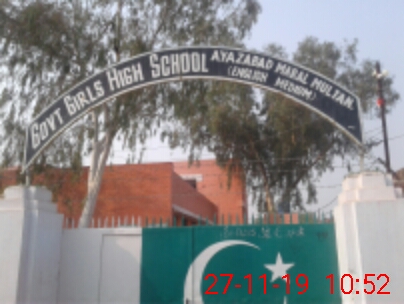 GOVT GIRLS HIGH SCHOOL AYAZABAD MARAL MULTAN.
(ENGLISH MEDIUM)
27-11-19 10:52